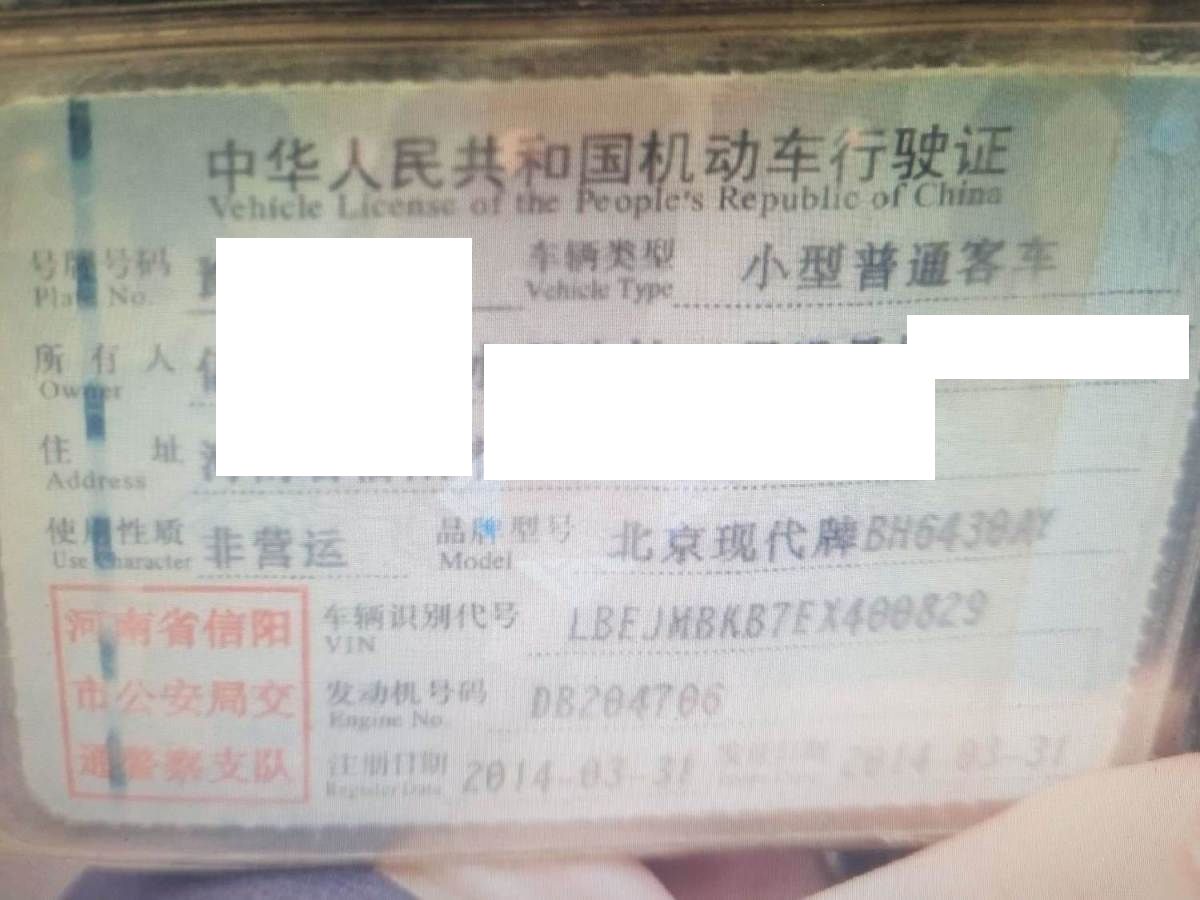 中华人民共和国机动车行驶证
Vehicle License of the People's Republic of China
号牌号码 车辆类型 小型普通客车
Plate No. Vehicle Type
所有人
Owner
住址
Address
使用性质 非营运 品牌型号 北京现代牌BH6430AY
Use Character Model
河南省信阳 车辆识别代号 LBEJMBKB7EX400829
VIN
市公安局交 发动机号码 DB204706
Engine No.
通警察支队 注册日期 2014-03-31 发证日期 2014-03-31
Register Date